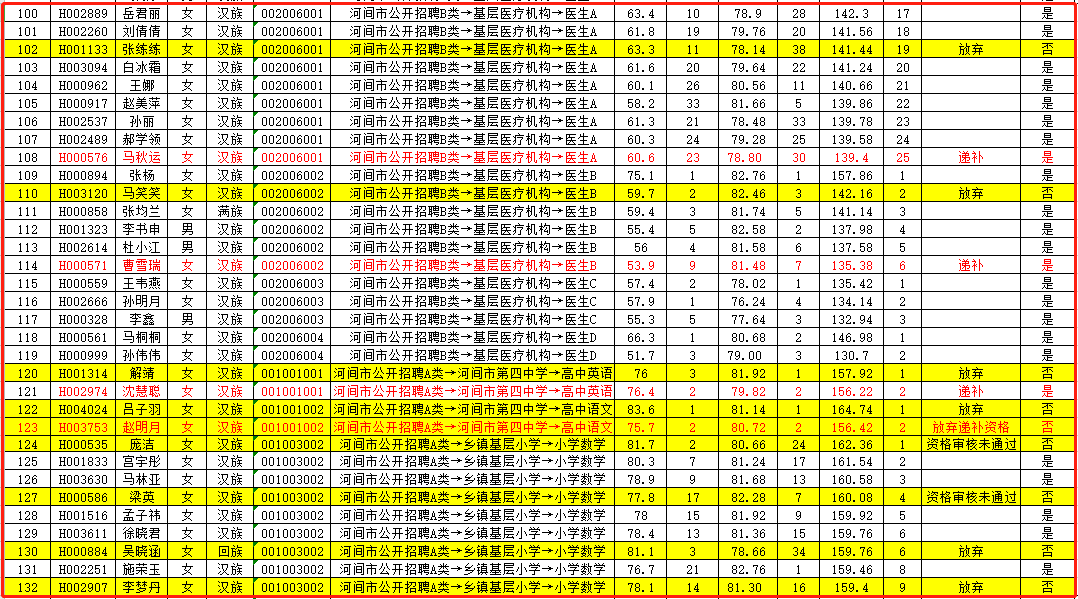 100 H002889 岳君丽 女 汉族 002006001 河间市公开招聘B类→基层医疗机构→医生A 63.4 10 78.9 28 142.3 17 是
101 H002260 刘倩倩 女 汉族 002006001 河间市公开招聘B类→基层医疗机构→医生A 61.8 19 79.76 20 141.56 18 是
102 H001133 张练练 女 汉族 002006001 河间市公开招聘B类→基层医疗机构→医生A 63.3 11 78.14 38 141.44 19 放弃 否
103 H003094 白冰霜 女 汉族 002006001 河间市公开招聘B类→基层医疗机构→医生A 61.6 20 79.64 22 141.24 20 是
104 H000962 王娜 女 汉族 002006001 河间市公开招聘B类→基层医疗机构→医生A 60.1 26 80.56 11 140.66 21 是
105 H000917 赵美萍 女 汉族 002006001 河间市公开招聘B类→基层医疗机构→医生A 58.2 33 81.66 5 139.86 22 是
106 H002537 孙丽 女 汉族 002006001 河间市公开招聘B类→基层医疗机构→医生A 61.3 21 78.48 33 139.78 23 是
107 H002489 郝学领 女 汉族 002006001 河间市公开招聘B类→基层医疗机构→医生A 60.3 24 79.28 25 139.58 24 是
108 H000576 马秋运 女 汉族 002006001 河间市公开招聘B类→基层医疗机构→医生A 60.6 23 78.80 30 139.4 25 递补 是
109 H000894 张杨 女 汉族 002006002 河间市公开招聘B类→基层医疗机构→医生B 75.1 1 82.76 1 157.86 1 是
110 H003120 马笑笑 女 汉族 002006002 河间市公开招聘B类→基层医疗机构→医生B 59.7 2 82.46 3 142.16 2 放弃 否
111 H000858 张均兰 女 满族 002006002 河间市公开招聘B类→基层医疗机构→医生B 59.4 3 81.74 5 141.14 3 是
112 H001323 李书申 男 汉族 002006002 河间市公开招聘B类→基层医疗机构→医生B 55.4 5 82.58 2 137.98 4 是
113 H002614 杜小江 男 汉族 002006002 河间市公开招聘B类→基层医疗机构→医生B 56 4 81.58 6 137.58 5 是
114 H000571 曹雪瑞 女 汉族 002006002 河间市公开招聘B类→基层医疗机构→医生B 53.9 9 81.48 7 135.38 6 递补 是
115 H000559 王韦燕 女 汉族 002006003 河间市公开招聘B类→基层医疗机构→医生C 57.4 2 78.02 1 135.42 1 是
116 H002666 孙明月 女 汉族 002006003 河间市公开招聘B类→基层医疗机构→医生C 57.9 1 76.24 4 134.14 2 是
117 H000328 李鑫 男 汉族 002006003 河间市公开招聘B类→基层医疗机构→医生C 55.3 5 77.64 3 132.94 3 是
118 H000561 马桐桐 女 汉族 002006004 河间市公开招聘B类→基层医疗机构→医生D 66.3 1 80.68 2 146.98 1 是
119 H000999 孙伟伟 女 汉族 002006004 河间市公开招聘B类→基层医疗机构→医生D 51.7 3 79.00 3 130.7 2 是
120 H001314 解靖 女 汉族 001001001 河间市公开招聘A类→河间市第四中学→高中英语 76 3 81.92 1 157.92 1 放弃 否
121 H002974 沈慧聪 女 汉族 001001001 河间市公开招聘A类→河间市第四中学→高中英语 76.4 2 79.82 2 156.22 2 递补 是
122 H004024 吕子羽 女 汉族 001001002 河间市公开招聘A类→河间市第四中学→高中语文 83.6 1 81.14 1 164.74 1 放弃 否
123 H003753 赵明月 女 汉族 001001002 河间市公开招聘A类→河间市第四中学→高中语文 75.7 2 80.72 2 156.42 2 放弃递补资格 否
124 H000535 庞洁 女 汉族 001003002 河间市公开招聘A类→乡镇基层小学→小学数学 81.7 2 80.66 24 162.36 1 资格审核未通过 否
125 H001833 宫宇彤 女 汉族 001003002 河间市公开招聘A类→乡镇基层小学→小学数学 80.3 7 81.24 17 161.54 2 是
126 H003630 马林亚 女 汉族 001003002 河间市公开招聘A类→乡镇基层小学→小学数学 78.9 9 81.68 13 160.58 3 是
127 H000586 梁英 女 汉族 001003002 河间市公开招聘A类→乡镇基层小学→小学数学 77.8 17 82.28 7 160.08 4 资格审核未通过 否
128 H001516 孟子祎 女 汉族 001003002 河间市公开招聘A类→乡镇基层小学→小学数学 78 15 81.92 9 159.92 5 是
129 H003611 徐晓君 女 汉族 001003002 河间市公开招聘A类→乡镇基层小学→小学数学 78.4 13 81.36 15 159.76 6 是
130 H000884 吴晓涵 女 回族 001003002 河间市公开招聘A类→乡镇基层小学→小学数学 81.1 3 78.66 34 159.76 6 放弃 否
131 H002251 施荣玉 女 汉族 001003002 河间市公开招聘A类→乡镇基层小学→小学数学 76.7 21 82.76 1 159.46 8 是
132 H002907 李梦丹 女 汉族 001003002 河间市公开招聘A类→乡镇基层小学→小学数学 78.1 14 81.30 16 159.4 9 放弃 否